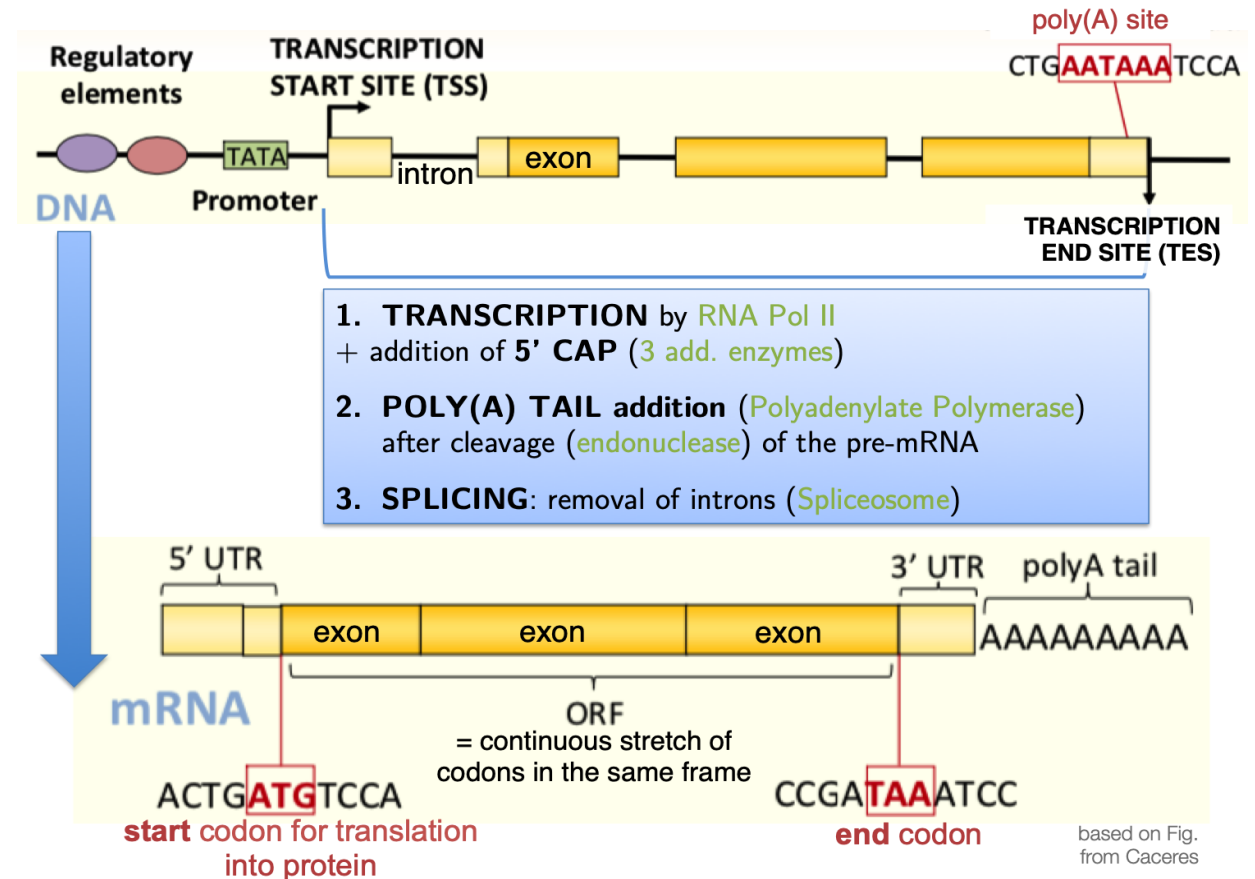 poly(A) site
CTGAATAAATCCA
Regulatory
elements
TRANSCRIPTION
START SITE (TSS)
TATA
intron
exon
DNA
Promoter
TRANSCRIPTION
END SITE (TES)
1. TRANSCRIPTION by RNA Pol II
+ addition of 5' CAP (3 add. enzymes)
2. POLY(A) TAIL addition (Polyadenylate Polymerase)
after cleavage (endonuclease) of the pre-mRNA
3. SPLICING: removal of introns (Spliceosome)
5' UTR
3' UTR
polyA tail
exon
exon
exon
AAAAAAAAA
mRNA
ORF
= continuous stretch of
codons in the same frame
ACTGATGTCCA
start codon for translation
into protein
CCGATAAATCC
end codon
based on Fig.
from Caceres